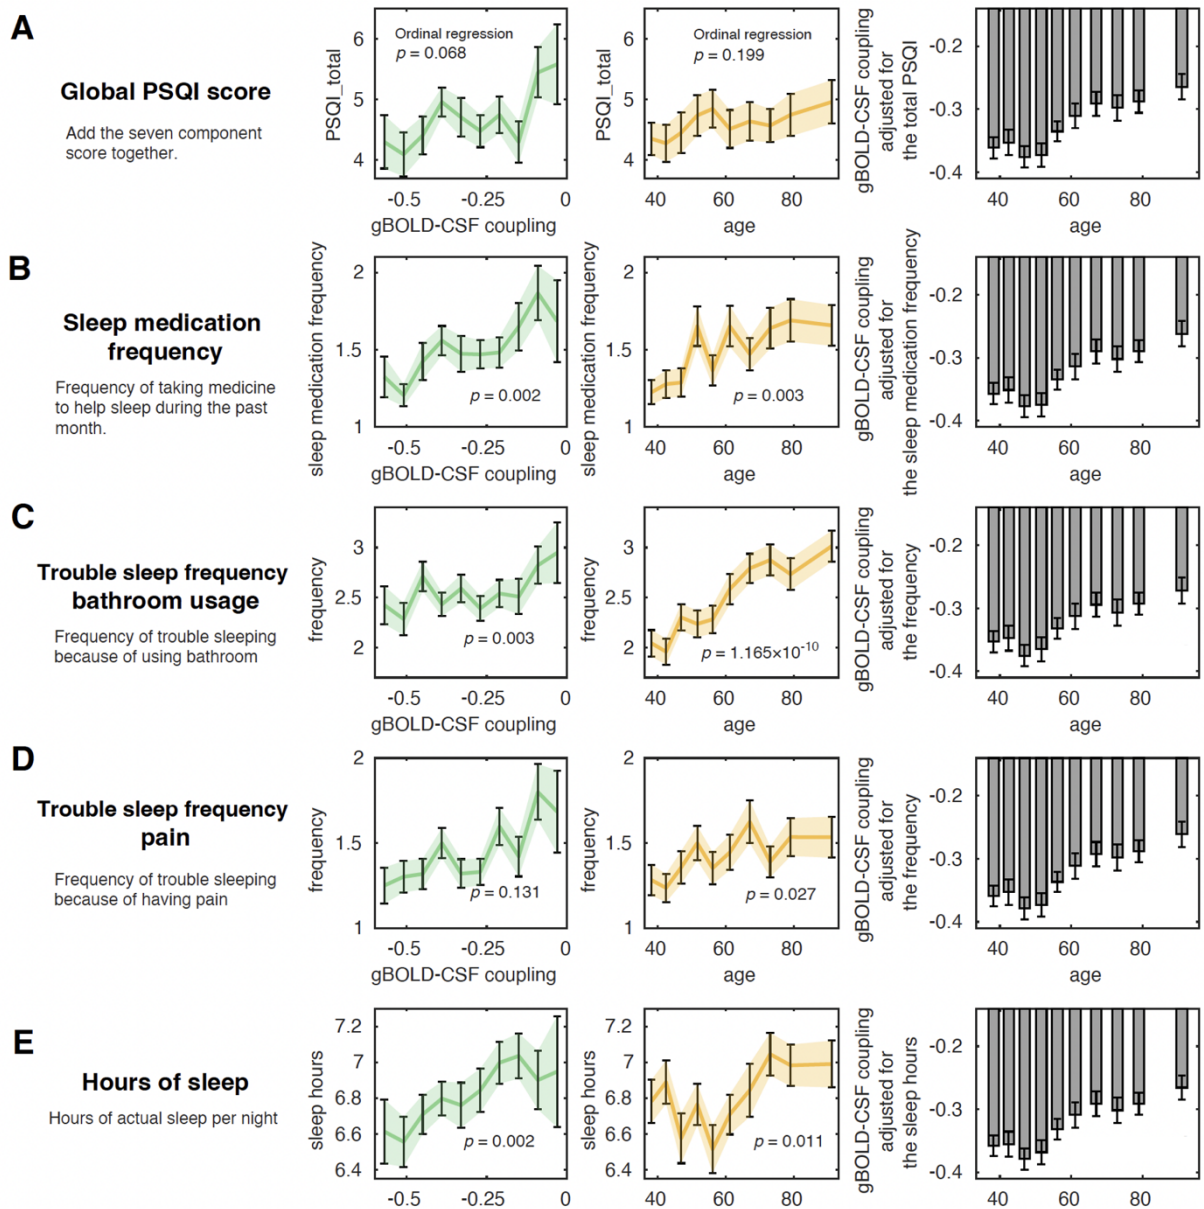 A
Global PSQI score
Add the seven component
score together.
PSQI_total
6
5
4
Ordinal regression
p = 0.068
-0.5
-0.25
0
gBOLD-CSF coupling
PSQI_total
6
5
4
Ordinal regression
p = 0.199
40
60
80
age
gBOLD-CSF coupling
adjusted for
the total PSQI
-0.2
-0.3
-0.4
40
60
80
age
B
Sleep medication
frequency
Frequency of taking medicine
to help sleep during the past
month.
sleep medication frequency
2
1.5
1
p = 0.002
-0.5
-0.25
0
gBOLD-CSF coupling
sleep medication frequency
2
1.5
1
p = 0.003
40
60
80
age
gBOLD-CSF coupling
adjusted for
the sleep medication frequency
-0.2
-0.3
-0.4
40
60
80
age
C
Trouble sleep frequency
bathroom usage
Frequency of trouble sleeping
because of using bathroom
frequency
3
2.5
2
p = 0.003
-0.5
-0.25
0
gBOLD-CSF coupling
frequency
3
2.5
2
p = 1.165×10-10
40
60
80
age
gBOLD-CSF coupling
adjusted for
the frequency
-0.2
-0.3
-0.4
40
60
80
age
D
Trouble sleep frequency
pain
Frequency of trouble sleeping
because of having pain
frequency
2
1.5
1
p = 0.131
-0.5
-0.25
0
gBOLD-CSF coupling
frequency
2
1.5
1
p = 0.027
40
60
80
age
gBOLD-CSF coupling
adjusted for
the frequency
-0.2
-0.3
-0.4
40
60
80
age
E
Hours of sleep
Hours of actual sleep per night
sleep hours
7.2
7
6.8
6.6
6.4
p = 0.002
-0.5
-0.25
0
sleep hours
7.2
7
6.8
6.6
6.4
p = 0.011
40
60
80
gBOLD-CSF coupling
adjusted for
the sleep hours
-0.2
-0.3
-0.4
40
60
80